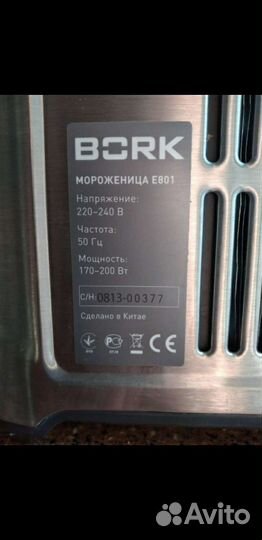 BORK
МОРОЖЕНИЦА E801
Напряжение:
220–240 В
Частота:
50 Гц
Мощность:
170–200 Вт
С/Н: 0813-00377
Сделано в Китае
Avito